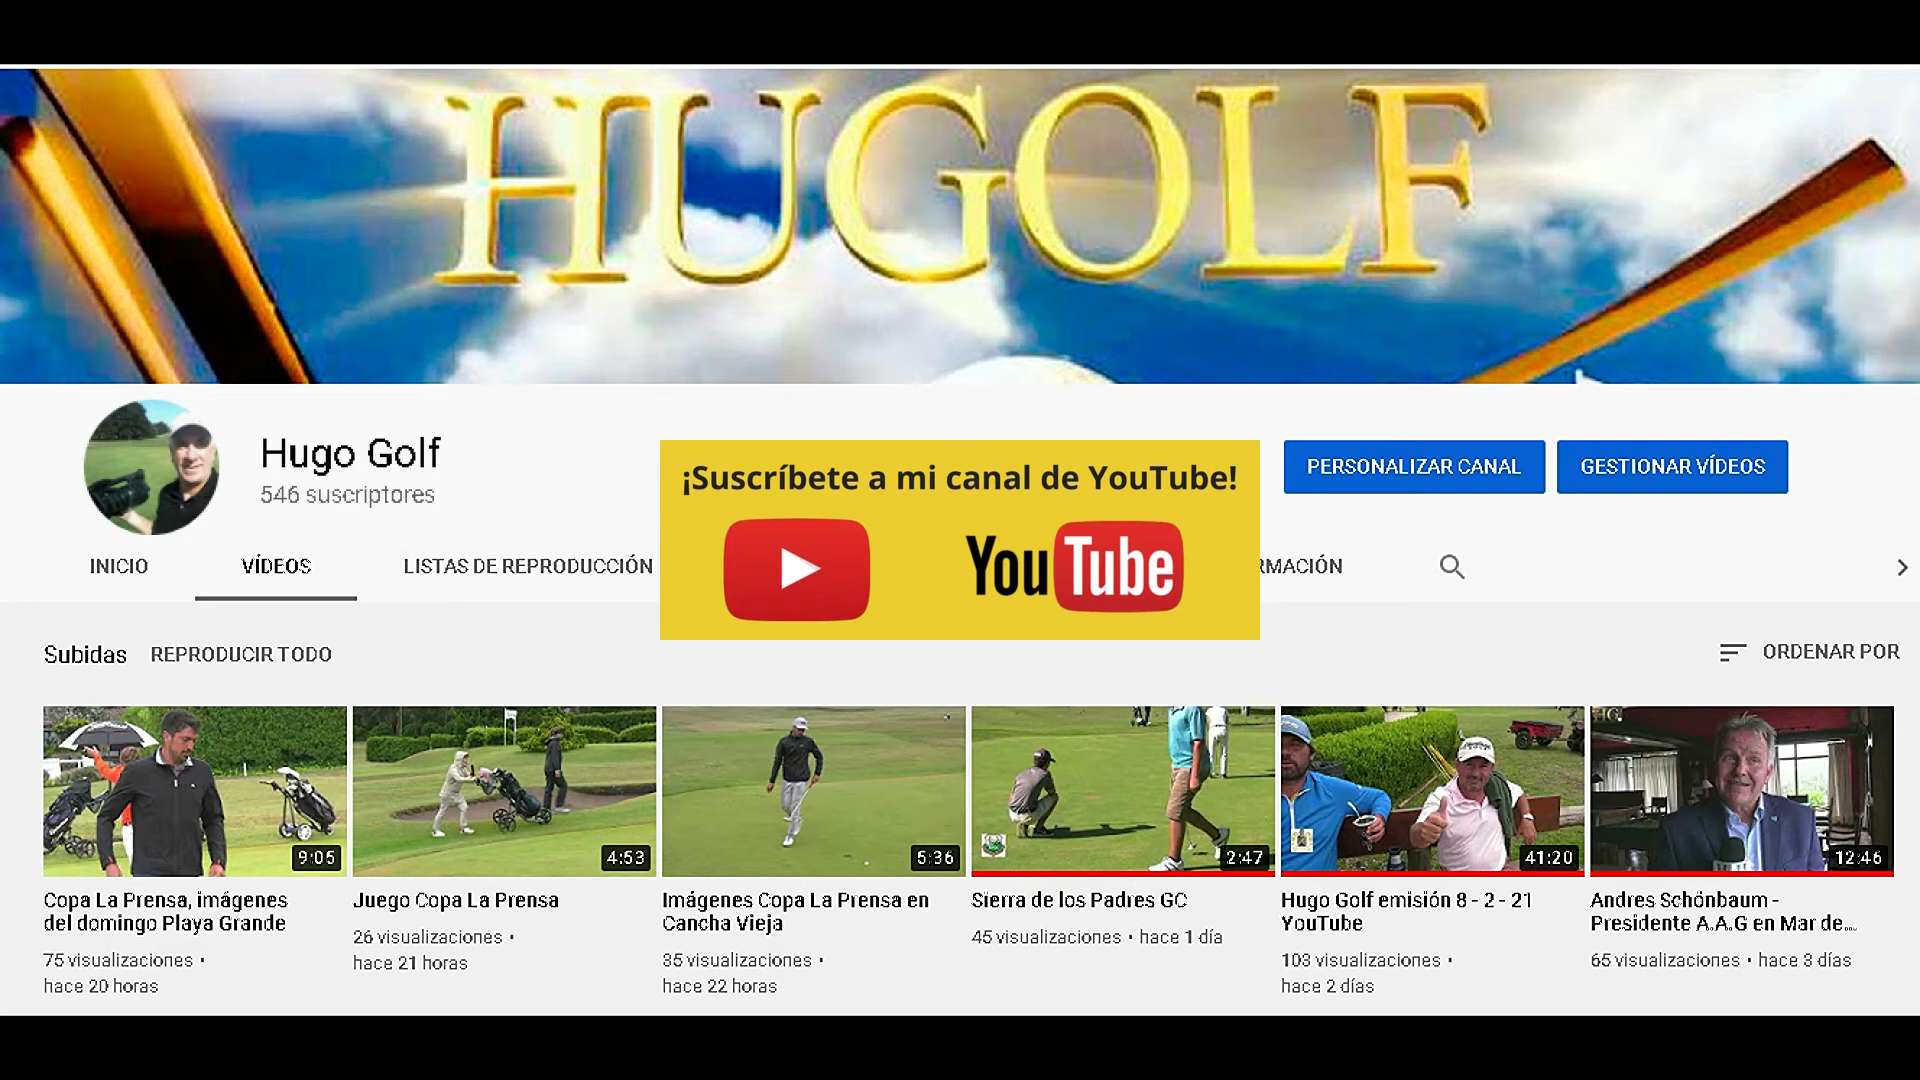 HUGOLF
Hugo Golf
546 suscriptores
¡Suscríbete a mi canal de YouTube!
YouTube
PERSONALIZAR CANAL
GESTIONAR VÍDEOS
INICIO
VÍDEOS
LISTAS DE REPRODUCCIÓN
RMACIÓN
Subidas
REPRODUCIR TODO
ORDENAR POR
9:05
4:53
5:36
2:47
41:20
12:46
Copa La Prensa, imágenes
del domingo Playa Grande
75 visualizaciones •
hace 20 horas
Juego Copa La Prensa
26 visualizaciones •
hace 21 horas
Imágenes Copa La Prensa en
Cancha Vieja
35 visualizaciones •
hace 22 horas
Sierra de los Padres GC
45 visualizaciones • hace 1 día
Hugo Golf emisión 8 - 2 - 21
YouTube
103 visualizaciones •
hace 2 días
Andres Schönbaum -
Presidente A.A.G en Mar de...
65 visualizaciones • hace 3 días